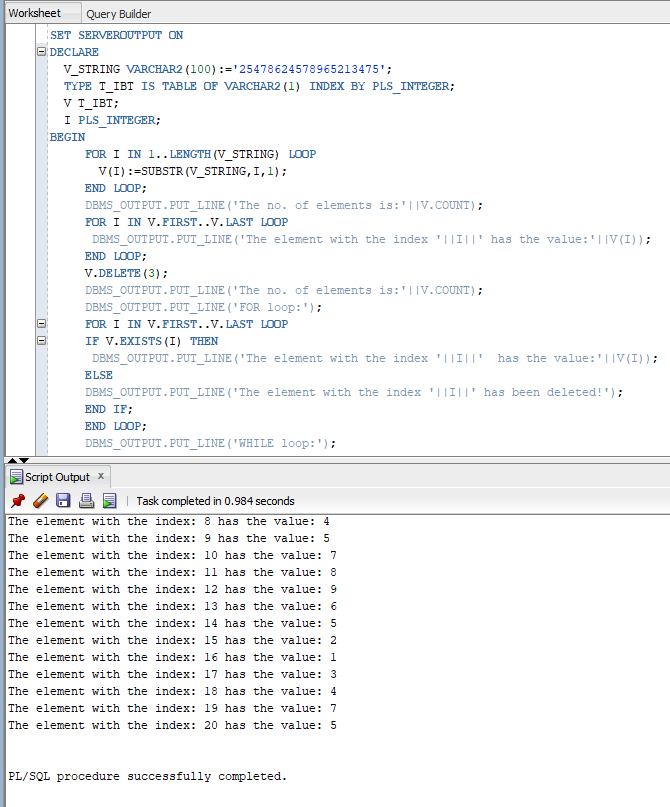 Worksheet Query Builder
SET SERVEROUTPUT ON
DECLARE
V_STRING VARCHAR2(100):='25478624578965213475';
TYPE T_IBT IS TABLE OF VARCHAR2(1) INDEX BY PLS_INTEGER;
V T_IBT;
I PLS_INTEGER;
BEGIN
FOR I IN 1..LENGTH(V_STRING) LOOP
V(I):=SUBSTR(V_STRING,I,1);
END LOOP;
DBMS_OUTPUT.PUT_LINE('The no. of elements is:'||V.COUNT);
FOR I IN V.FIRST..V.LAST LOOP
DBMS_OUTPUT.PUT_LINE('The element with the index '||I||' has the value:'||V(I));
END LOOP;
V.DELETE(3);
DBMS_OUTPUT.PUT_LINE('The no. of elements is:'||V.COUNT);
DBMS_OUTPUT.PUT_LINE('FOR loop:');
FOR I IN V.FIRST..V.LAST LOOP
IF V.EXISTS(I) THEN
DBMS_OUTPUT.PUT_LINE('The element with the index '||I||'  has the value:'||V(I));
ELSE
DBMS_OUTPUT.PUT_LINE('The element with the index '||I||' has been deleted!');
END IF;
END LOOP;
DBMS_OUTPUT.PUT_LINE('WHILE loop:');
Script Output x
Task completed in 0.984 seconds
The element with the index: 8 has the value: 4
The element with the index: 9 has the value: 5
The element with the index: 10 has the value: 7
The element with the index: 11 has the value: 8
The element with the index: 12 has the value: 9
The element with the index: 13 has the value: 6
The element with the index: 14 has the value: 5
The element with the index: 15 has the value: 2
The element with the index: 16 has the value: 1
The element with the index: 17 has the value: 3
The element with the index: 18 has the value: 4
The element with the index: 19 has the value: 7
The element with the index: 20 has the value: 5
PL/SQL procedure successfully completed.